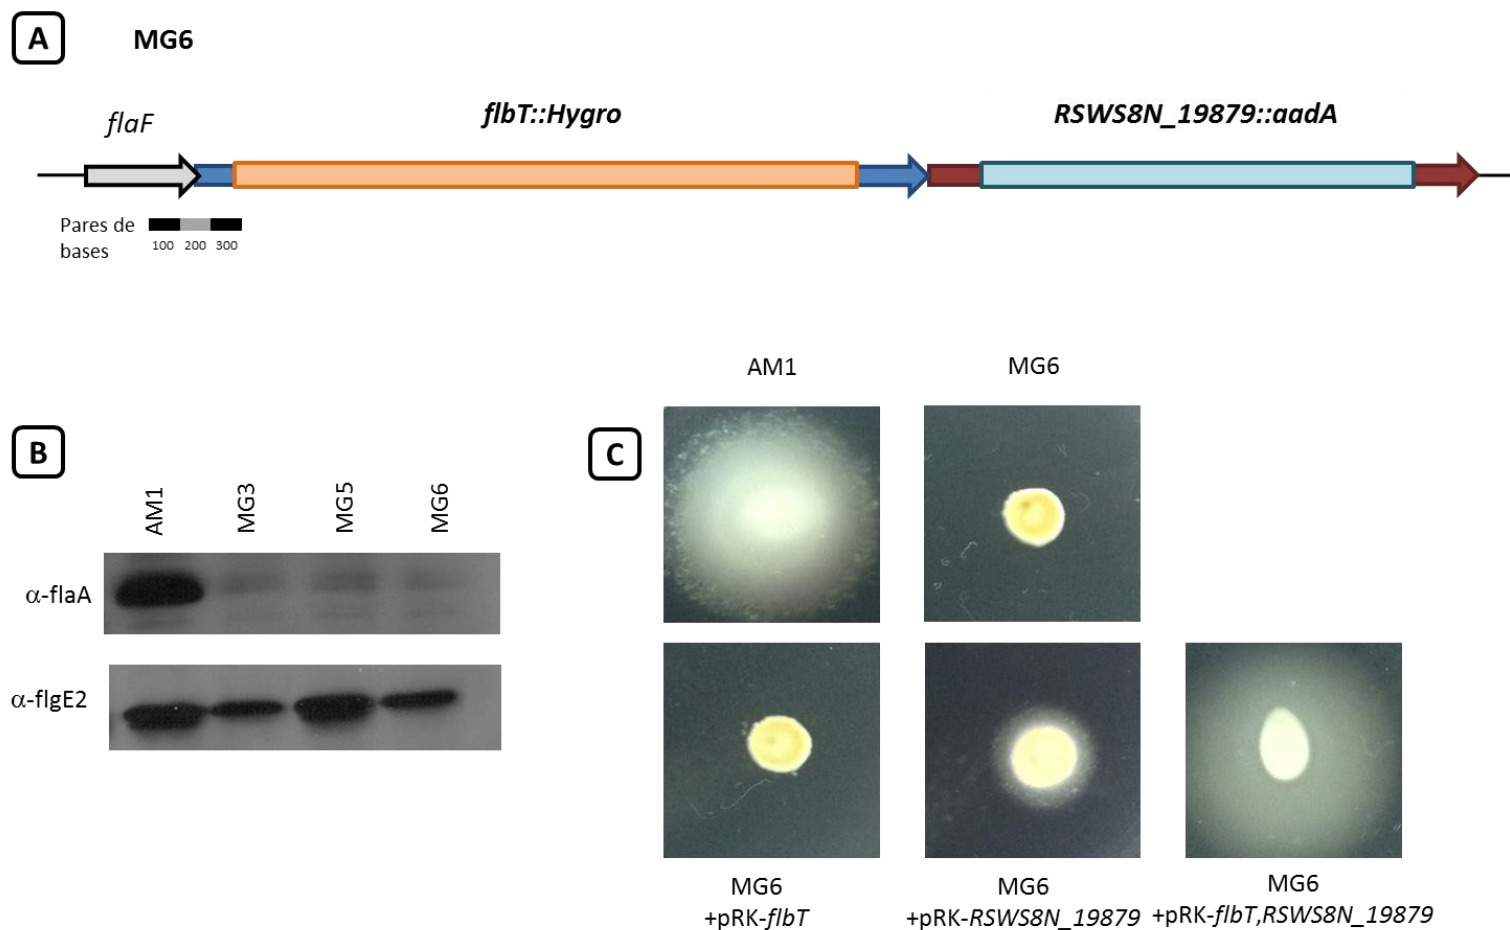 A
MG6
flaF
flbT::Hygro
RSWS8N_19879::aadA
Pares de
bases
100 200 300
B
AM1
MG3
MG5
MG6
α-flaA
α-flgE2
C
AM1
MG6
MG6
+pRK-flbT
MG6
+pRK-RSWS8N_19879
MG6
+pRK-flbT,RSWS8N_19879